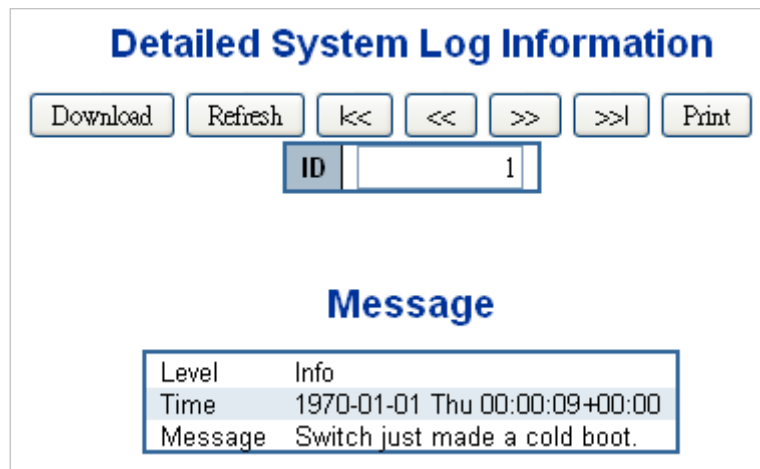 Detailed System Log Information
Download Refresh |<< << >> >>| Print
ID 1
Message
Level Info
Time 1970-01-01 Thu 00:00:09+00:00
Message Switch just made a cold boot.